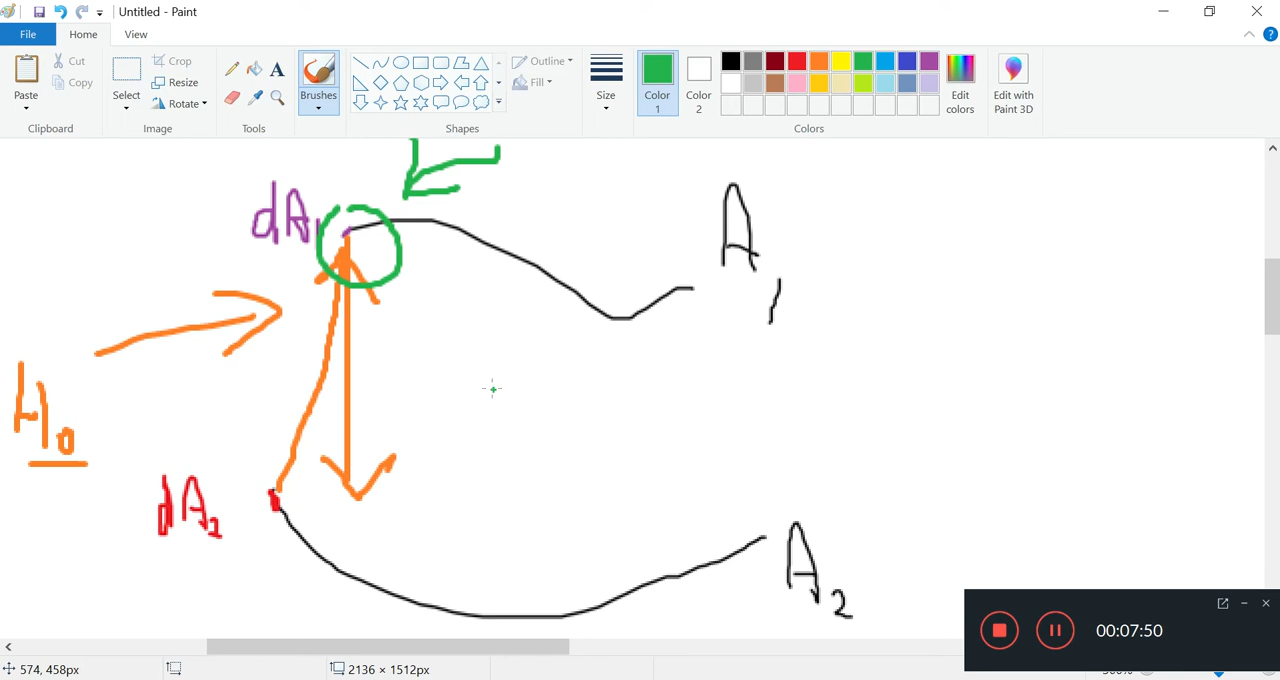 Untitled - Paint
File
Home
View
Paste
Cut
Copy
Clipboard
Select
Crop
Resize
Rotate
Image
A
Tools
Brushes
Outline
Fill
Shapes
Size
Color 1
Color 2
Edit colors
Colors
Edit with Paint 3D
dA1
A1
dA2
A2
00:07:50
574, 458px
2136 × 1512px